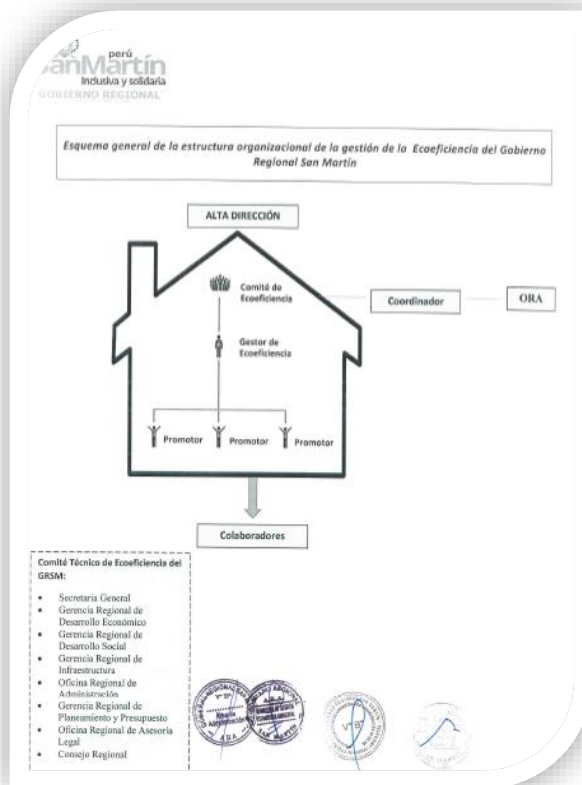 perú
SanMartín
Inclusiva y solidaria
GOBIERNO REGIONAL
Esquema general de la estructura organizacional de la gestión de la Ecoeficiencia del Gobierno
Regional San Martín
ALTA DIRECCIÓN
Comité de
Ecoeficiencia
Coordinador
ORA
Gestor de
Ecoeficiencia
Promotor Promotor Promotor
Colaboradores
Comité Técnico de Ecoeficiencia del
GRSM:
• Secretaria General
• Gerencia Regional de
Desarrollo Económico
• Gerencia Regional de
Desarrollo Social
• Gerencia Regional de
Infraestructura
• Oficina Regional de
Administración
• Gerencia Regional de
Planeamiento y Presupuesto
• Oficina Regional de Asesoría
Legal
• Consejo Regional